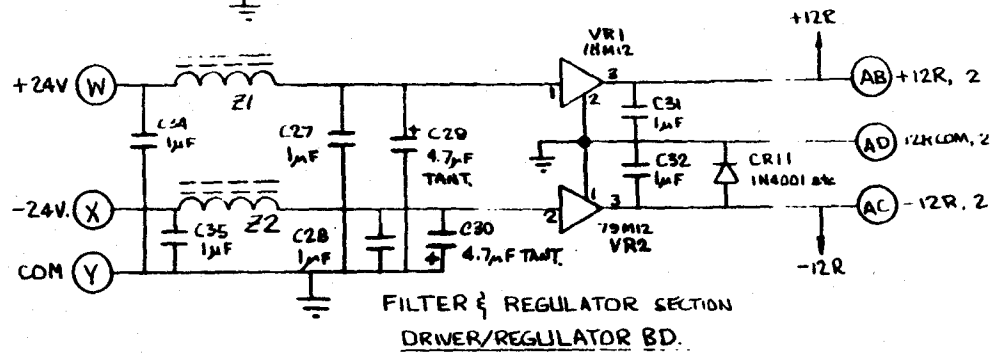 +12R
VR1
78M12
+24V W
Z1
1
3
2
AB +12R, 2
C34
1µF
C27
1µF
+ C29
4.7µF
TANT.
C31
1µF
AD 12R COM, 2
C32
1µF
CR11
1N4001
-24V. X
Z2
2
1
3
79M12
VR2
AC -12R, 2
C35
1µF
C28
1µF
C30
4.7µF TANT.
+
-12R
COM Y
FILTER & REGULATOR SECTION
DRIVER/REGULATOR BD.